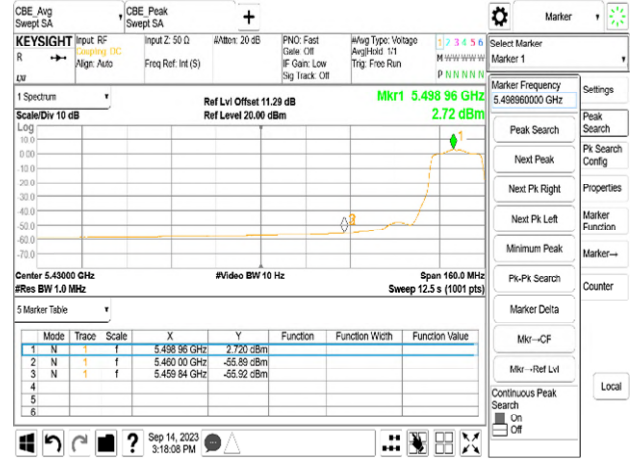 CBE_Avg
Swept SA
CBE_Peak
Swept SA
+
Marker
KEYSIGHT
R
Input: RF
Coupling: DC
Align: Auto
Input Z: 50 Ω
Freq Ref: Int (S)
#Atten: 20 dB
PNO: Fast
Gate: Off
IF Gain: Low
Sig Track: Off
#Avg Type: Voltage
Avg|Hold: 1/1
Trig: Free Run
1 2 3 4 5 6
M W W W W W
P N N N N N
Select Marker
Marker 1
1 Spectrum
Scale/Div 10 dB
Ref Lvl Offset 11.29 dB
Ref Level 20.00 dBm
Mkr1 5.498 96 GHz
2.72 dBm
Log
10.0
0.00
-10.0
-20.0
-30.0
-40.0
-50.0
-60.0
-70.0
1
Center 5.43000 GHz
#Res BW 1.0 MHz
#Video BW 10 Hz
Span 160.0 MHz
Sweep 12.5 s (1001 pts)
5 Marker Table
Mode Trace Scale X Y Function Function Width Function Value
1 N 1 f 5.498 96 GHz 2.720 dBm
2 N 1 f 5.460 00 GHz -55.89 dBm
3 N 1 f 5.459 84 GHz -55.92 dBm
4
5
6
Marker Frequency
5.498960000 GHz
Peak Search
Next Peak
Next Pk Right
Next Pk Left
Minimum Peak
Pk-Pk Search
Marker Delta
Mkr→CF
Mkr→Ref Lvl
Continuous Peak
Search
On
Off
Settings
Peak
Search
Pk Search
Config
Properties
Marker
Function
Marker→
Counter
Local
?
Sep 14, 2023
3:18:08 PM